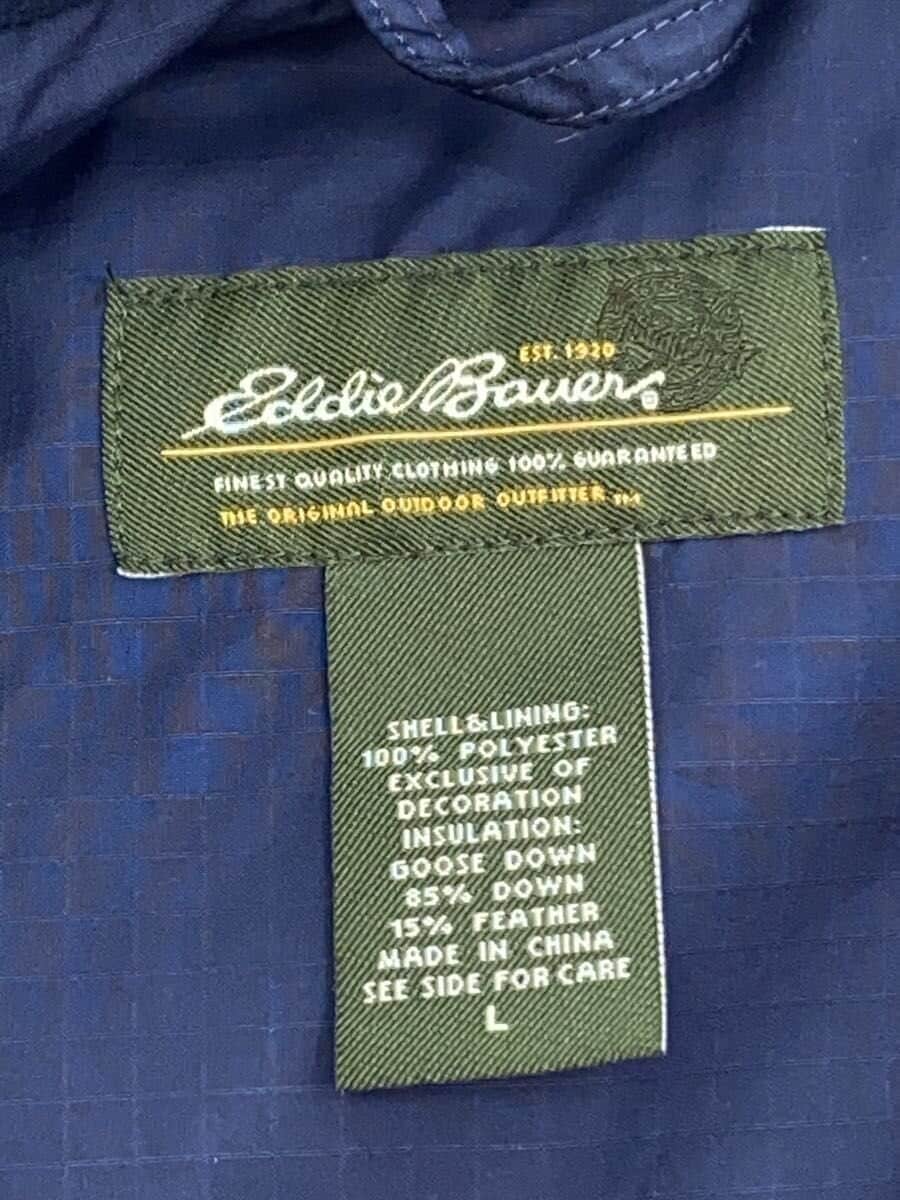 EST. 1920
Eddie Bauer
FINEST QUALITY CLOTHING 100% GUARANTEED
THE ORIGINAL OUTDOOR OUTFITTER TM
SHELL&LINING:
100% POLYESTER
EXCLUSIVE OF
DECORATION
INSULATION:
GOOSE DOWN
85% DOWN
15% FEATHER
MADE IN CHINA
SEE SIDE FOR CARE
L